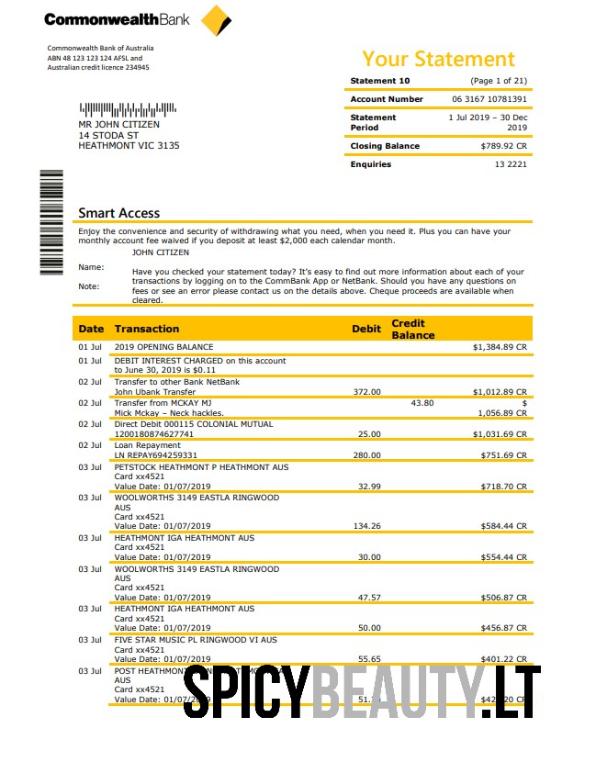 CommonwealthBank
Commonwealth Bank of Australia
ABN 48 123 123 124 AFSL and
Australian credit licence 234945
Your Statement
Statement 10 (Page 1 of 21)
Account Number 06 3167 10781391
Statement 1 Jul 2019 – 30 Dec
Period 2019
Closing Balance $789.92 CR
Enquiries 13 2221
MR JOHN CITIZEN
14 STODA ST
HEATHMONT VIC 3135
Smart Access
Enjoy the convenience and security of withdrawing what you need, when you need it. Plus you can have your
monthly account fee waived if you deposit at least $2,000 each calendar month.
JOHN CITIZEN
Name:
Note:
Have you checked your statement today? It's easy to find out more information about each of your
transactions by logging on to the CommBank App or NetBank. Should you have any questions on
fees or see an error please contact us on the details above. Cheque proceeds are available when
cleared.
Date Transaction Debit Credit
Balance
01 Jul 2019 OPENING BALANCE $1,384.89 CR
01 Jul DEBIT INTEREST CHARGED on this account
to June 30, 2019 is $0.11
02 Jul Transfer to other Bank NetBank
John Ubank Transfer 372.00 $1,012.89 CR
02 Jul Transfer from MCKAY MJ 43.80 $
Mick Mckay – Neck hackles. 1,056.89 CR
02 Jul Direct Debit 000115 COLONIAL MUTUAL
1200180874627741 25.00 $1,031.69 CR
02 Jul Loan Repayment
LN REPAY694259331 280.00 $751.69 CR
03 Jul PETSTOCK HEATHMONT P HEATHMONT AUS
Card xx4521
Value Date: 01/07/2019 32.99 $718.70 CR
03 Jul WOOLWORTHS 3149 EASTLA RINGWOOD
AUS
Card xx4521
Value Date: 01/07/2019 134.26 $584.44 CR
03 Jul HEATHMONT IGA HEATHMONT AUS
Card xx4521
Value Date: 01/07/2019 30.00 $554.44 CR
03 Jul WOOLWORTHS 3149 EASTLA RINGWOOD
AUS
Card xx4521
Value Date: 01/07/2019 47.57 $506.87 CR
03 Jul HEATHMONT IGA HEATHMONT AUS
Card xx4521
Value Date: 01/07/2019 50.00 $456.87 CR
03 Jul FIVE STAR MUSIC PL RINGWOOD VI AUS
Card xx4521
Value Date: 01/07/2019 55.65 $401.22 CR
03 Jul POST
AUS
Card xx4521
Value Date: CR
SPICYBEAUTY.LT